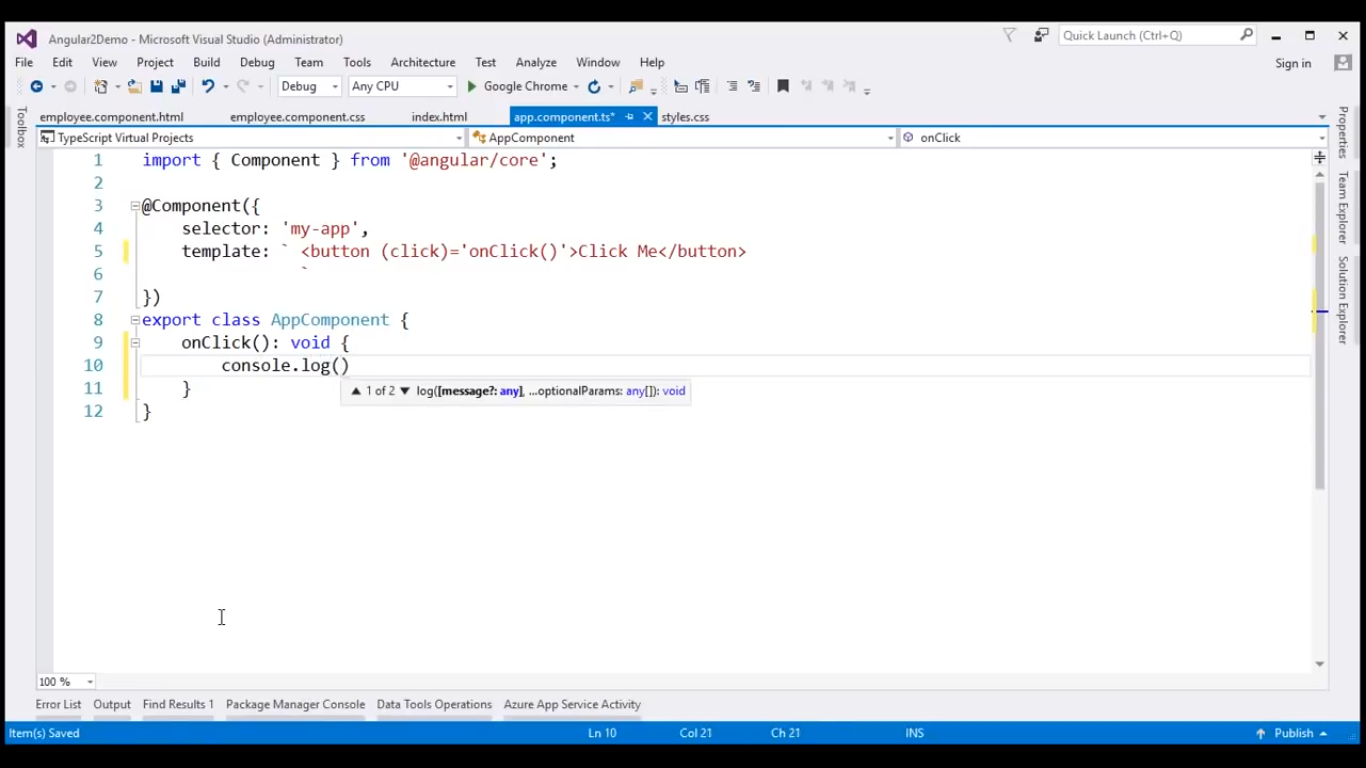 Angular2Demo - Microsoft Visual Studio (Administrator)
Quick Launch (Ctrl+Q)
File Edit View Project Build Debug Team Tools Architecture Test Analyze Window Help
Sign in
Debug Any CPU Google Chrome
Toolbox
employee.component.html employee.component.css index.html app.component.ts* styles.css
TypeScript Virtual Projects AppComponent onClick
1 import { Component } from '@angular/core';
2
3 @Component({
4 selector: 'my-app',
5 template: ` <button (click)='onClick()'>Click Me</button>
6 `
7 })
8 export class AppComponent {
9 onClick(): void {
10 console.log()
11 }
1 of 2 log([message?: any], ...optionalParams: any[]): void
12 }
Properties
Team Explorer
Solution Explorer
100 %
Error List Output Find Results 1 Package Manager Console Data Tools Operations Azure App Service Activity
Item(s) Saved Ln 10 Col 21 Ch 21 INS Publish